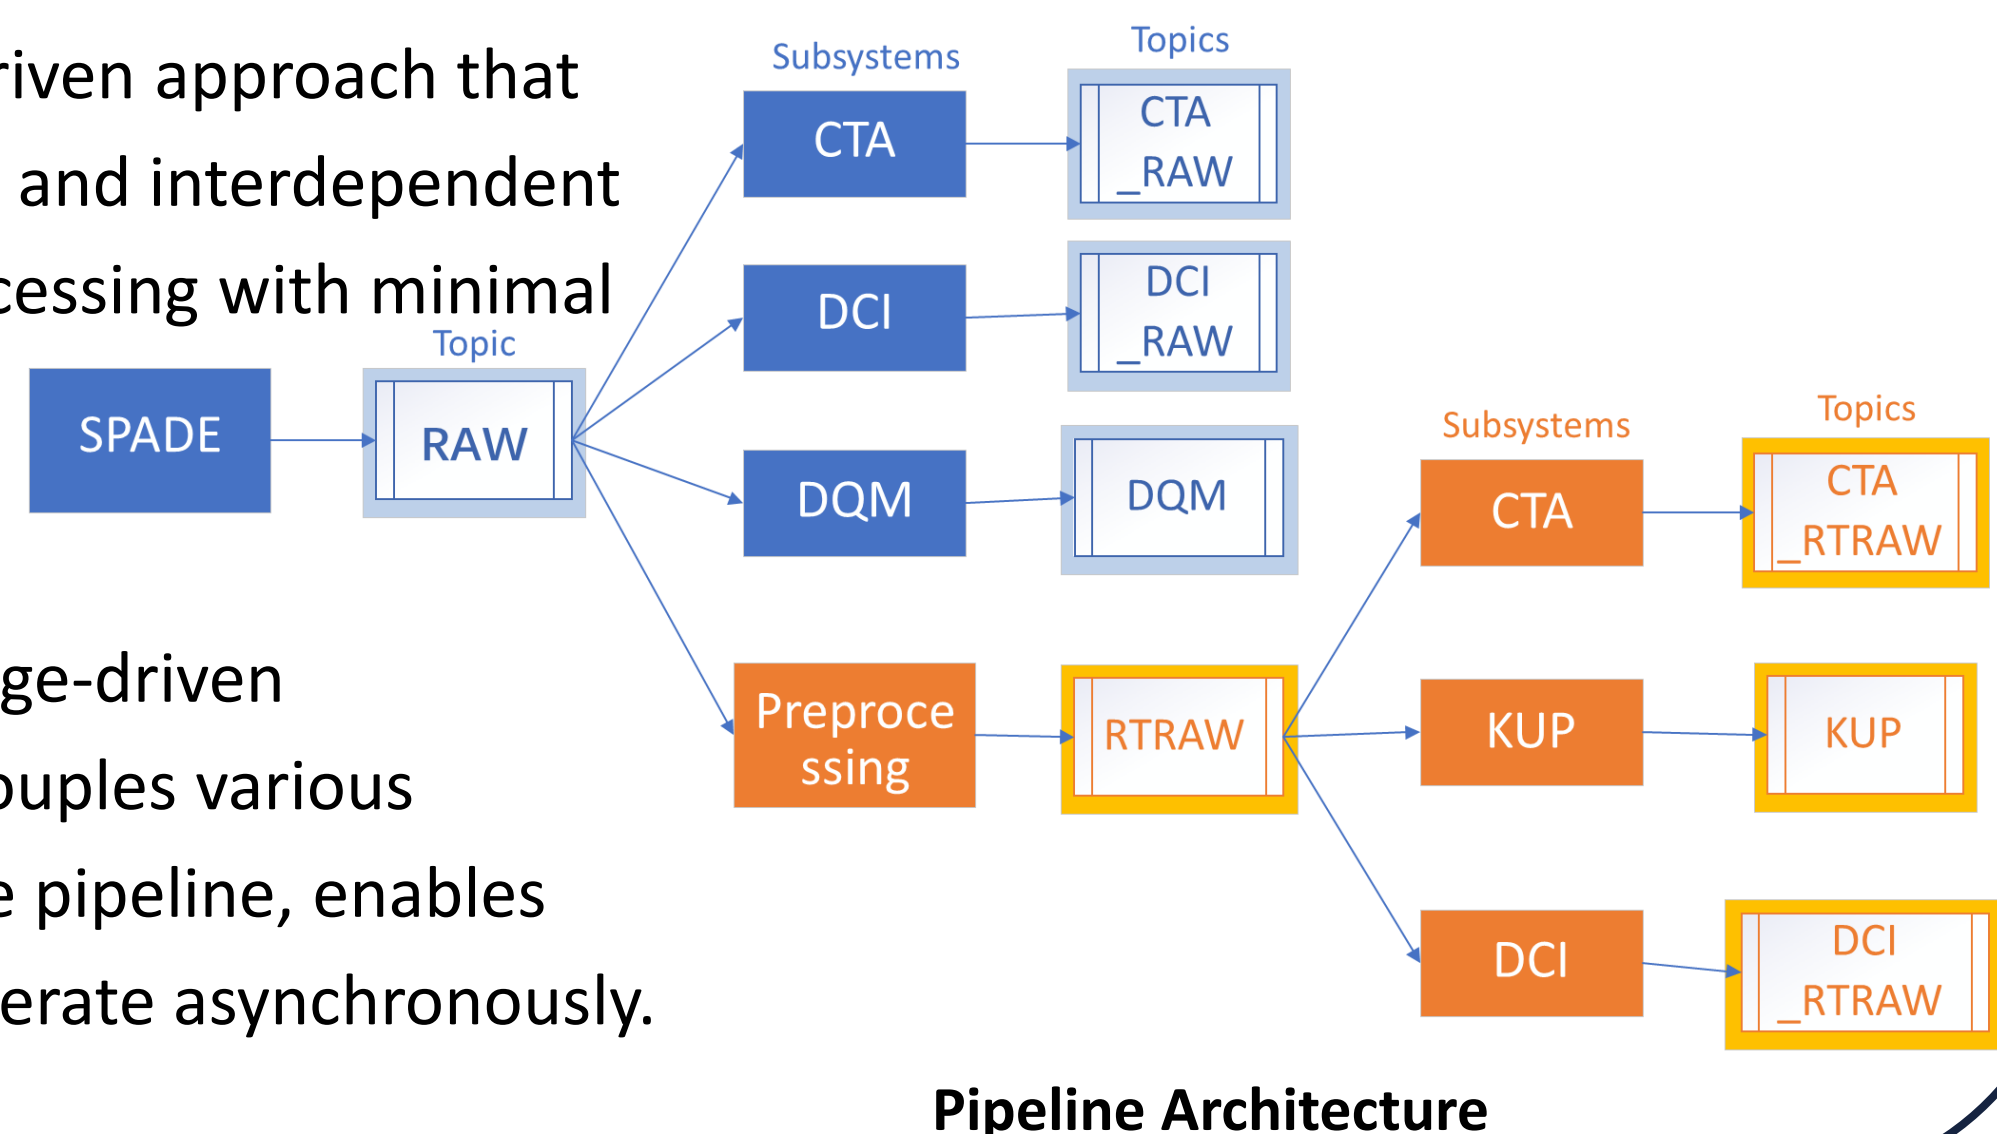 riven approach that
and interdependent
cessing with minimal
ge-driven
ouples various
e pipeline, enables
erate asynchronously.
SPADE
Topic
RAW
Subsystems
Topics
CTA
CTA
_RAW
DCI
DCI
_RAW
DQM
DQM
Preproce
ssing
RTRAW
Subsystems
Topics
CTA
CTA
_RTRAW
KUP
KUP
DCI
DCI
_RTRAW
Pipeline Architecture